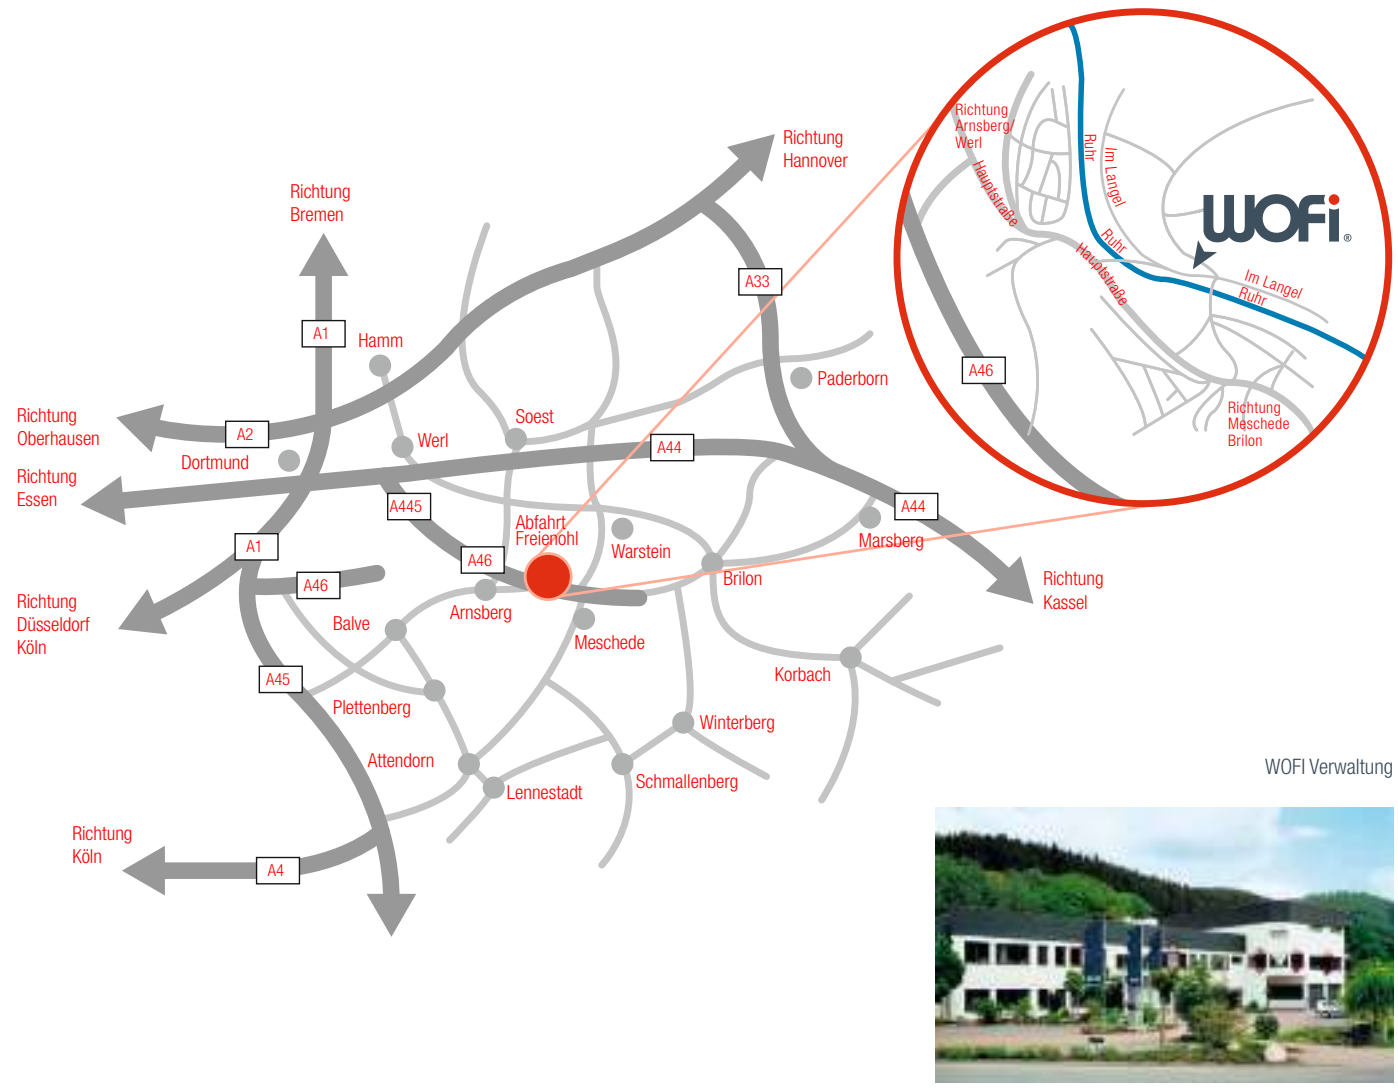 Richtung
Arnsberg/
Werl
Hauptstraße
Ruhr
Im Langel
WOFi®
Ruhr
Hauptstraße
Im Langel
Ruhr
A46
Richtung
Meschede
Brilon
Richtung
Hannover
Richtung
Bremen
A33
A1
Hamm
Paderborn
Richtung
Oberhausen
A2
Soest
Werl
A44
Dortmund
Richtung
Essen
A445
A44
Abfahrt
Freienohl
Marsberg
Warstein
A1
A46
Brilon
A46
Richtung
Kassel
Richtung
Düsseldorf
Köln
Arnsberg
Balve
Meschede
A45
Korbach
Plettenberg
Winterberg
Attendorn
Schmallenberg
Lennestadt
WOFI Verwaltung
Richtung
Köln
A4